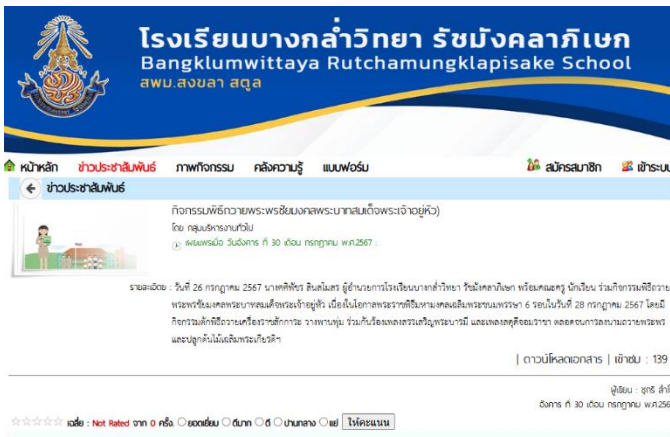 โรงเรียนบางกล่ำวิทยา รัชมังคลาภิเษก
Bangklumwittaya Rutchamungklapisake School
สพม.สงขลา สตูล
หน้าหลัก ข่าวประชาสัมพันธ์ ภาพกิจกรรม คลังความรู้ แบบฟอร์ม สมัครสมาชิก เข้าระบบ
ข่าวประชาสัมพันธ์
กิจกรรมพิธีถวายพระพรชัยมงคลพระบาทสมเด็จพระเจ้าอยู่หัว)
โดย กลุ่มบริหารงานทั่วไป
เผยแพร่เมื่อ วันอังคาร ที่ 30 เดือน กรกฎาคม พ.ศ.2567 :
รายละเอียด : วันที่ 26 กรกฎาคม 2567 นางศศิพัชร สินสโมสร ผู้อำนวยการโรงเรียนบางกล่ำวิทยา รัชมังคลาภิเษก พร้อมคณะครู นักเรียน ร่วมกิจกรรมพิธีถวาย
พระพรชัยมงคลพระบาทสมเด็จพระเจ้าอยู่หัว เนื่องในโอกาสพระราชพิธีมหามงคลเฉลิมพระชนมพรรษา 6 รอบในวันที่ 28 กรกฎาคม 2567 โดยมี
กิจกรรมตักพิธีถวายเครื่องราชสักการะ วางพานพุ่ม ร่วมกันร้องเพลงสรรเสริญพระบารมี และเพลงสดุดีจอมราชา ตลอดจนการลงนามถวายพระพร
และปลูกต้นไม้เฉลิมพระเกียรติฯ
| ดาวน์โหลดเอกสาร | เข้าชม : 139
ผู้เขียน : ชุกรี
อังคาร ที่ 30 เดือน กรกฎาคม พ.ศ.256
เฉลี่ย : Not Rated จาก 0 ครั้ง. ยอดเยี่ยม ดีมาก ดี ปานกลาง แย่ ให้คะแนน